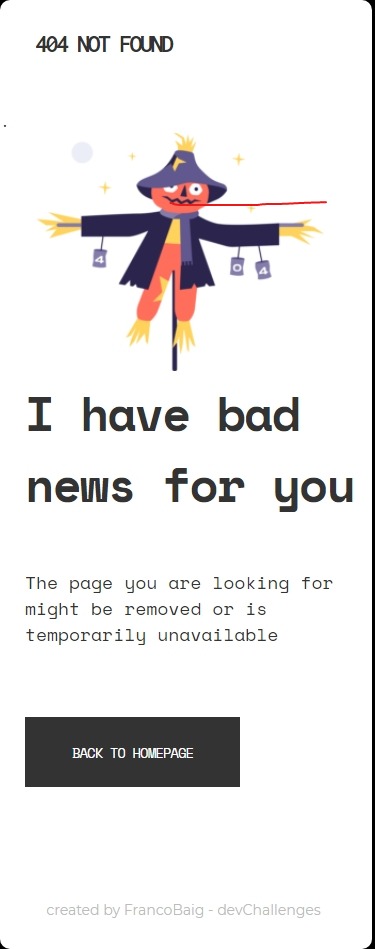 404 NOT FOUND
4
0 4
I have bad
news for you
The page you are looking for
might be removed or is
temporarily unavailable
BACK TO HOMEPAGE
created by FrancoBaig - devChallenges